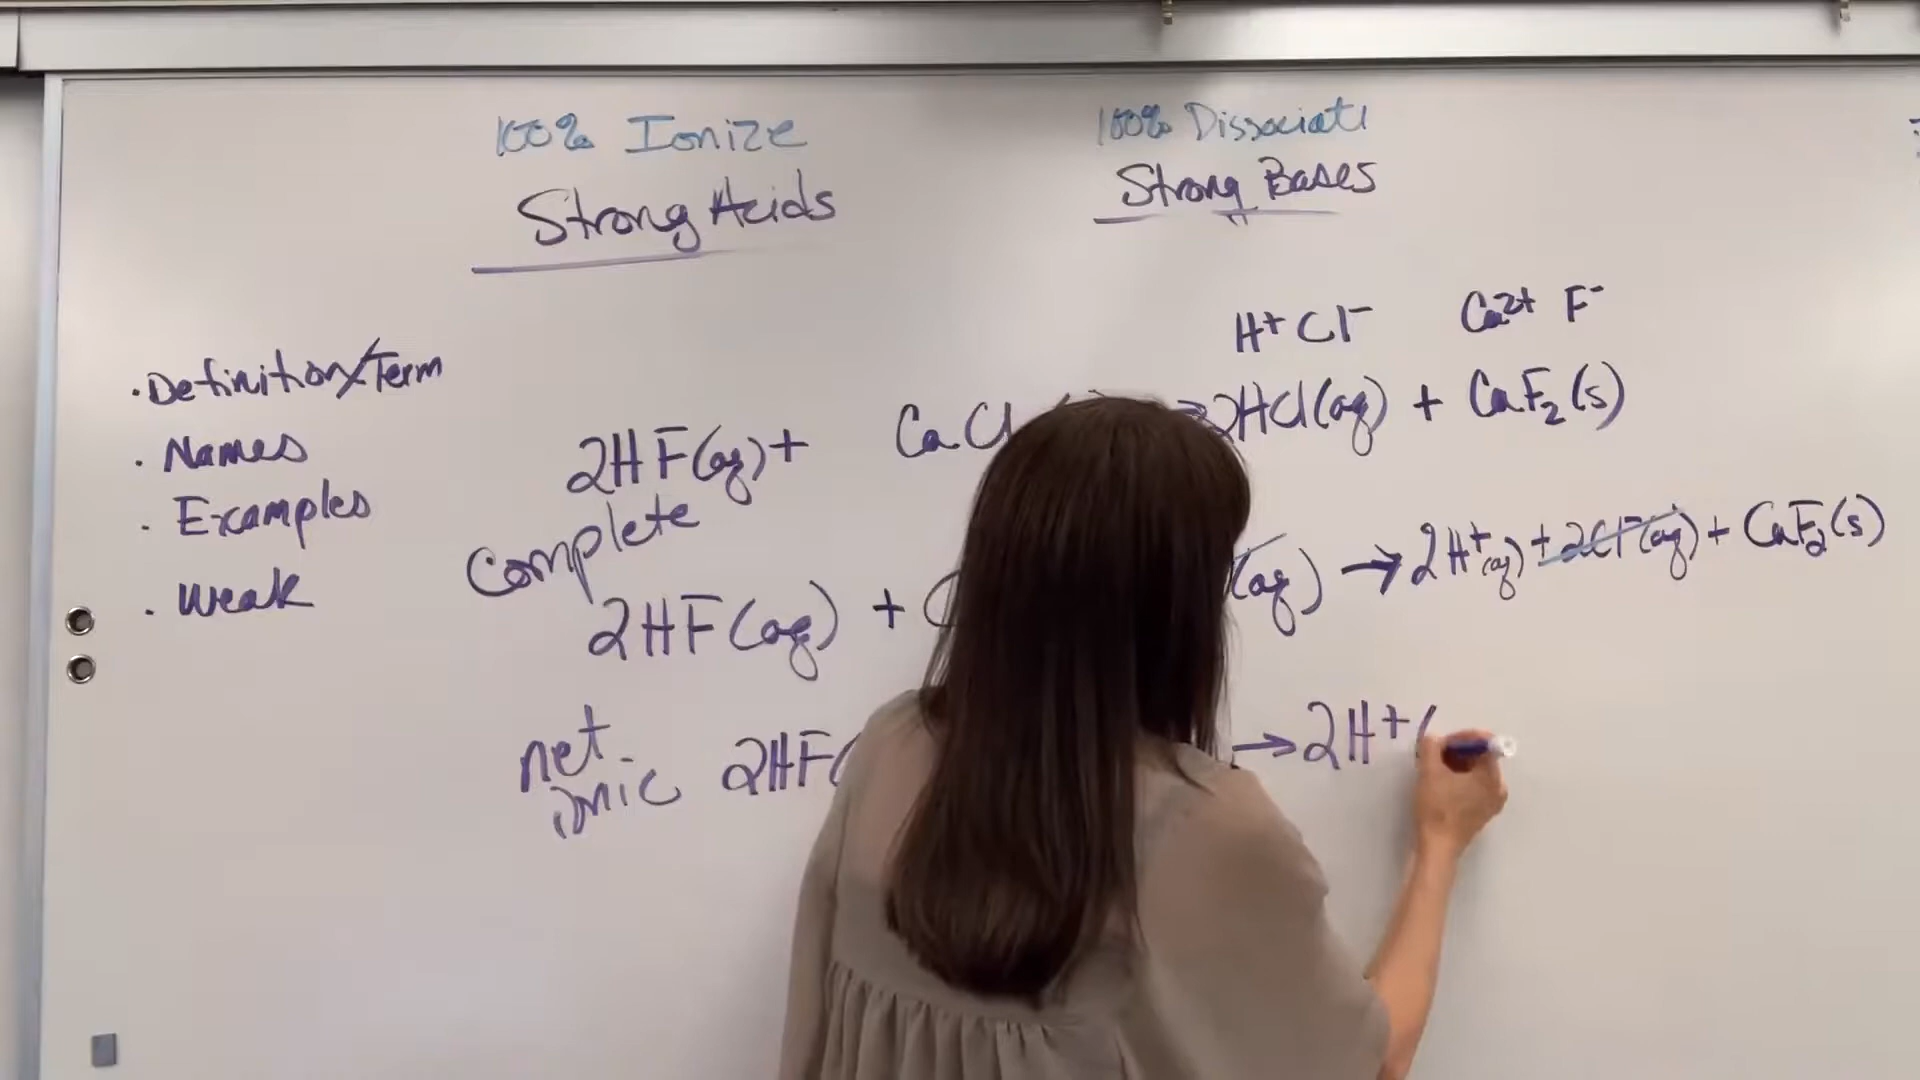 100% Ionize
Strong Acids
100% Dissociate
Strong Bases
H+ Cl- Ca2+ F-
· Definition/Term
· Names
· Examples
· Weak
2HF(aq) + CaCl 2HCl(aq) + CaF2(s)
complete
2HF(aq) + (aq) → 2H+(aq) + 2Cl-(aq) + CaF2(s)
net ionic 2HF( → 2H+(